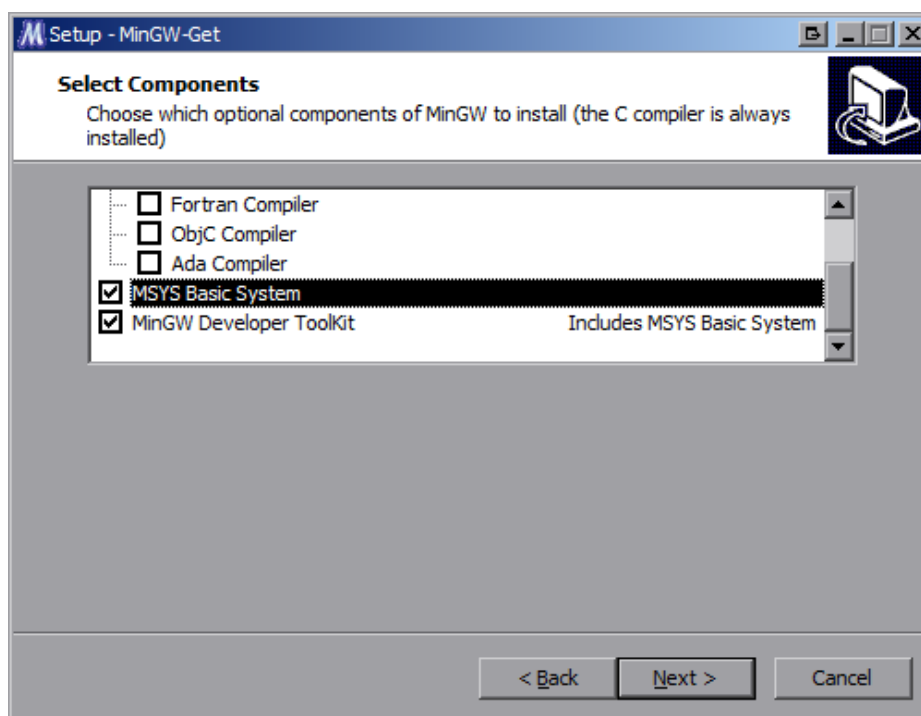 Setup - MinGW-Get
Select Components
Choose which optional components of MinGW to install (the C compiler is always
installed)
Fortran Compiler
ObjC Compiler
Ada Compiler
MSYS Basic System
MinGW Developer ToolKit Includes MSYS Basic System
< Back Next > Cancel